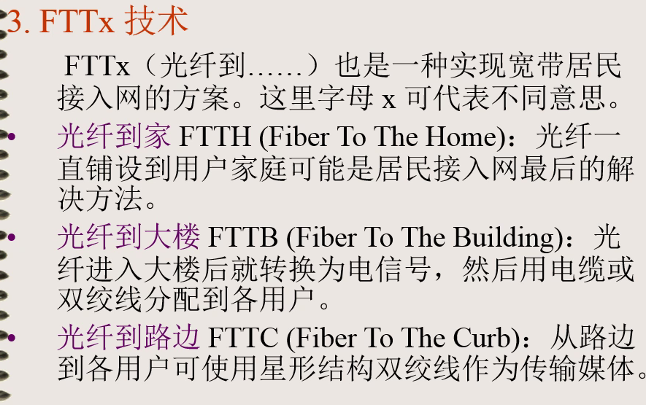 3. FTTx 技术
FTTx（光纤到……）也是一种实现宽带居民
接入网的方案。这里字母 x 可代表不同意思。
• 光纤到家 FTTH (Fiber To The Home)：光纤一
直铺设到用户家庭可能是居民接入网最后的解
决方法。
• 光纤到大楼 FTTB (Fiber To The Building)：光
纤进入大楼后就转换为电信号，然后用电缆或
双绞线分配到各用户。
• 光纤到路边 FTTC (Fiber To The Curb)：从路边
到各用户可使用星形结构双绞线作为传输媒体。